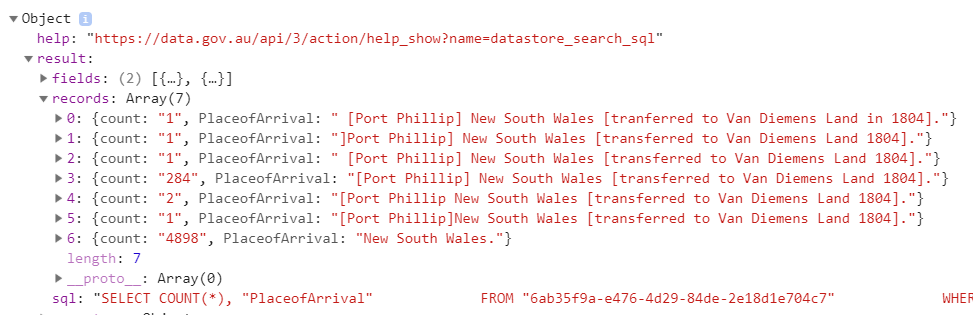 ▼Object i
help: "https://data.gov.au/api/3/action/help_show?name=datastore_search_sql"
▼result:
▶fields: (2) [{…}, {…}]
▼records: Array(7)
▶0: {count: "1", PlaceofArrival: " [Port Phillip] New South Wales [tranferred to Van Diemens Land in 1804]."}
▶1: {count: "1", PlaceofArrival: "]Port Phillip] New South Wales [transferred to Van Diemens Land 1804]."}
▶2: {count: "1", PlaceofArrival: " [Port Phillip] New South Wales [transferred to Van Diemens Land 1804]."}
▶3: {count: "284", PlaceofArrival: "[Port Phillip] New South Wales [transferred to Van Diemens Land 1804]."}
▶4: {count: "2", PlaceofArrival: "[Port Phillip New South Wales [transferred to Van Diemens Land 1804]."}
▶5: {count: "1", PlaceofArrival: "[Port Phillip]New South Wales [transferred to Van Diemens Land 1804]."}
▶6: {count: "4898", PlaceofArrival: "New South Wales."}
length: 7
▶__proto__: Array(0)
sql: "SELECT COUNT(*), "PlaceofArrival" FROM "6ab35f9a-e476-4d29-84de-2e18d1e704c7" WHER